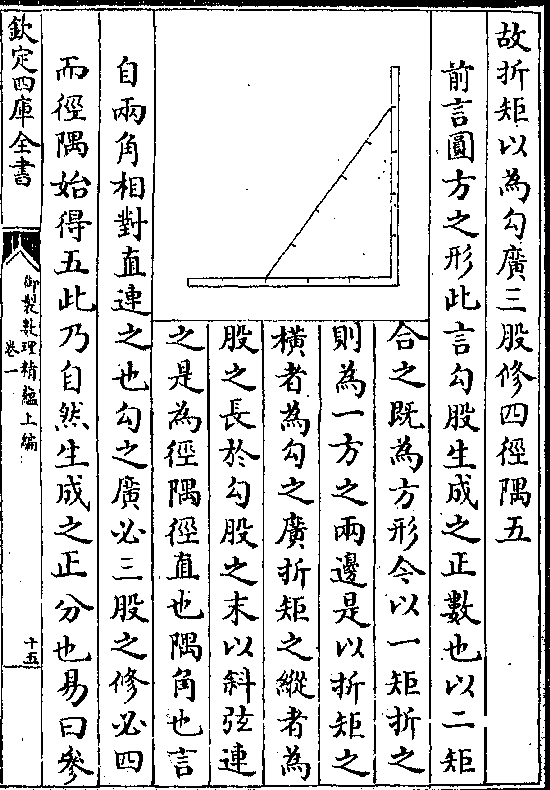 故折矩以為勾廣三股修四徑隅五
前言圓方之形此言勾股生成之正數也以二矩
合之既為方形今以一矩折之
則為一方之兩邊是以折矩之
橫者為勾之廣折矩之縱者為
股之長於勾股之末以斜弦連
之是為徑隅徑直也隅角也言
自兩角相對直連之也勾之廣必三股之修必四
而徑隅始得五此乃自然生成之正分也易曰參
欽定四庫全書
御製數理精蘊上編
卷一
十五